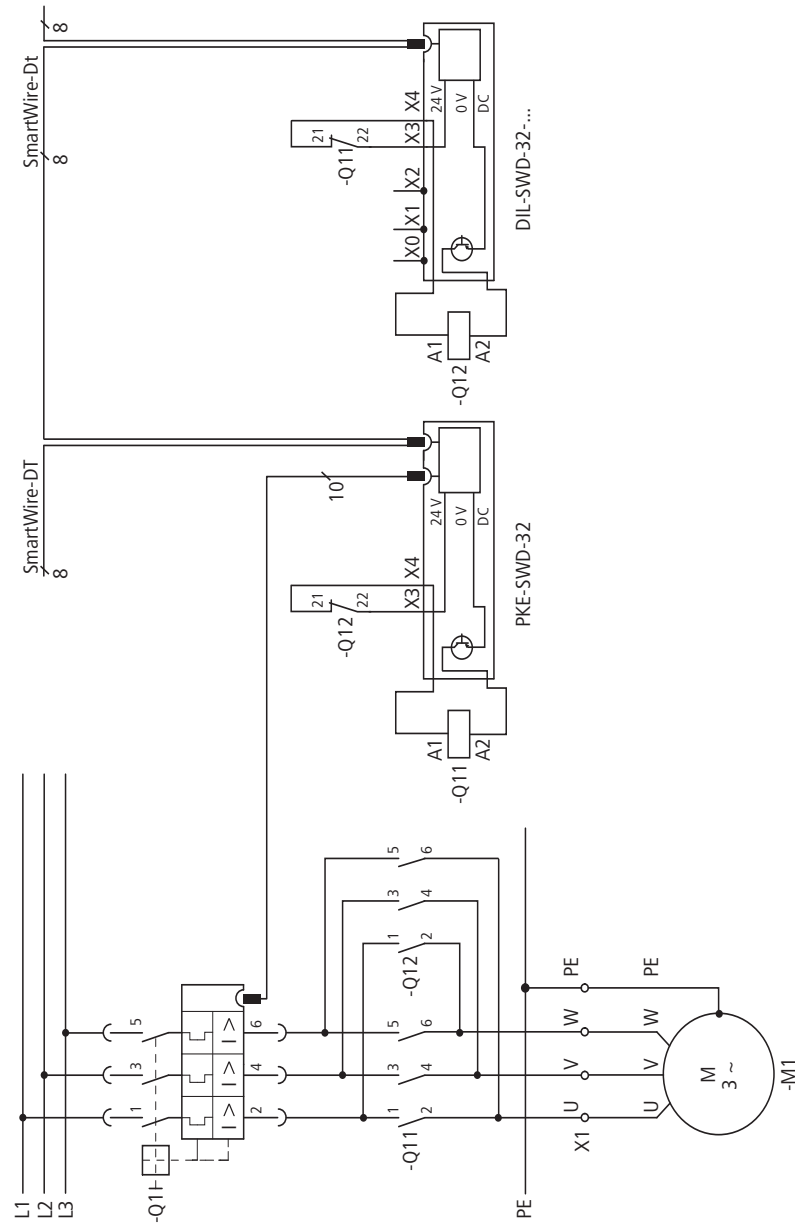 L1
L2
L3
-Q1
1
3
5
I >
I >
I >
2
4
6
-Q11
1
2
3
4
5
6
-Q12
1
2
3
4
5
6
PE
X1
U
V
W
PE
U
V
W
PE
M
3 ~
-M1
SmartWire-DT
8
10
-Q12
21
22
X3
X4
24 V
0 V
DC
A1
A2
-Q11
PKE-SWD-32
SmartWire-Dt
8
8
-Q11
21
22
X0
X1
X2
X3
X4
24 V
0 V
DC
A1
A2
-Q12
DIL-SWD-32-...